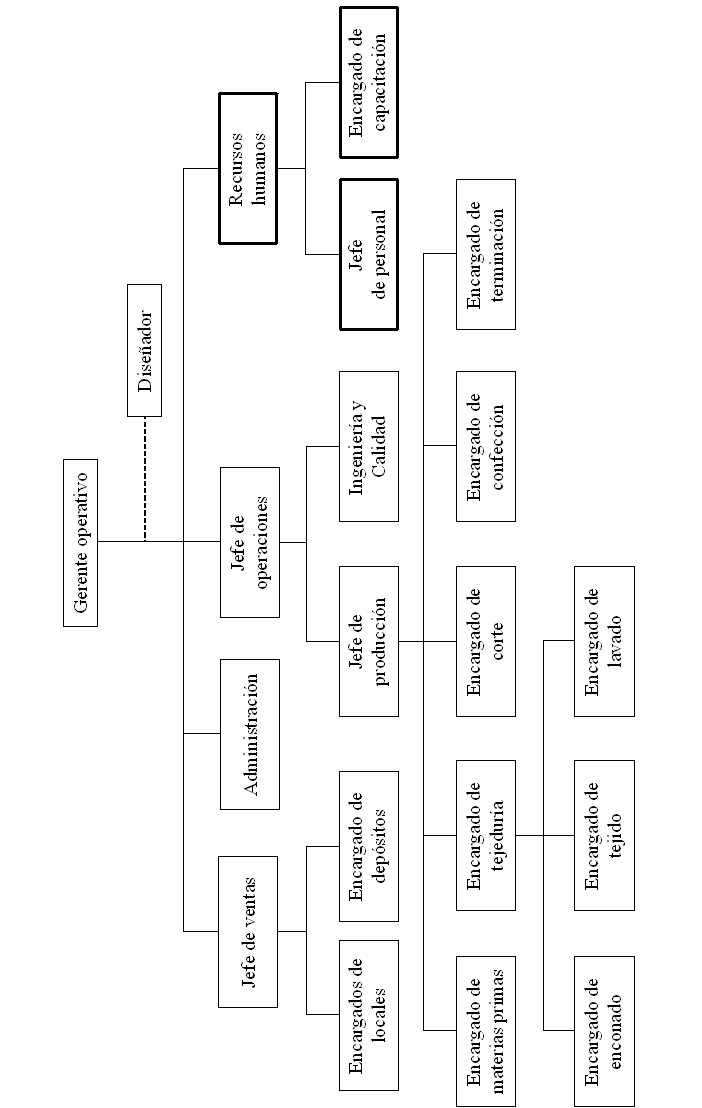 Gerente operativo
Diseñador
Jefe de ventas
Administración
Jefe de
operaciones
Recursos
humanos
Encargados de
locales
Encargado de
depósitos
Jefe de
producción
Ingeniería y
Calidad
Jefe
de personal
Encargado de
capacitación
Encargado de
materias primas
Encargado de
tejeduría
Encargado de
corte
Encargado de
confección
Encargado de
terminación
Encargado de
enconado
Encargado de
tejido
Encargado de
lavado